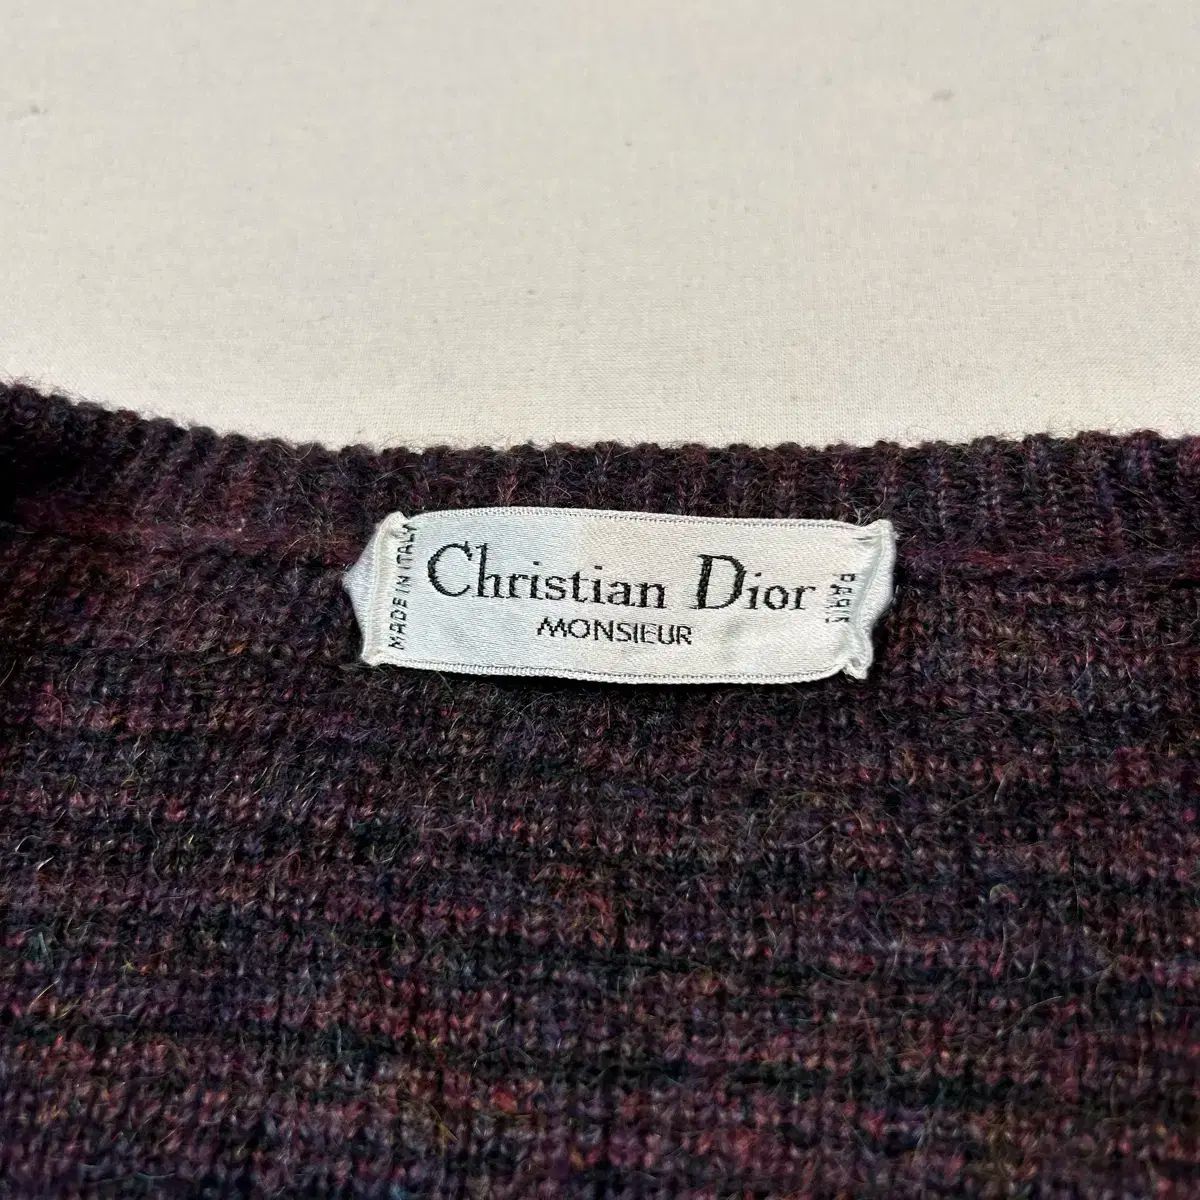 MADE IN ITALY
Christian Dior
MONSIEUR
PARIS